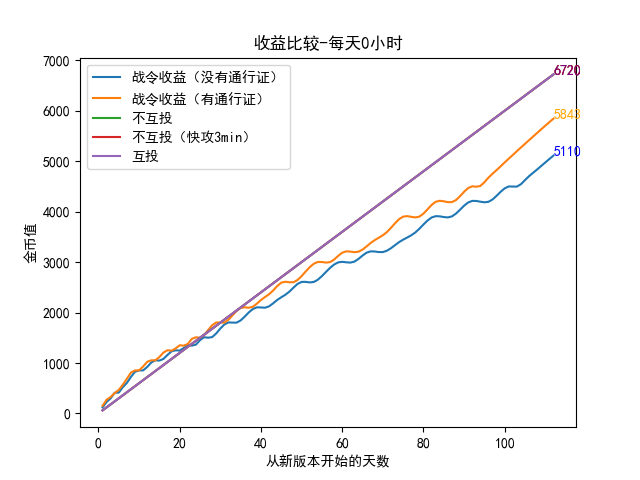 收益比较-每天0小时
7000
6000
5000
4000
3000
2000
1000
0
金币值
战令收益（没有通行证）
战令收益（有通行证）
不互投
不互投（快攻3min）
互投
6720
5843
5110
0
20
40
60
80
100
从新版本开始的天数